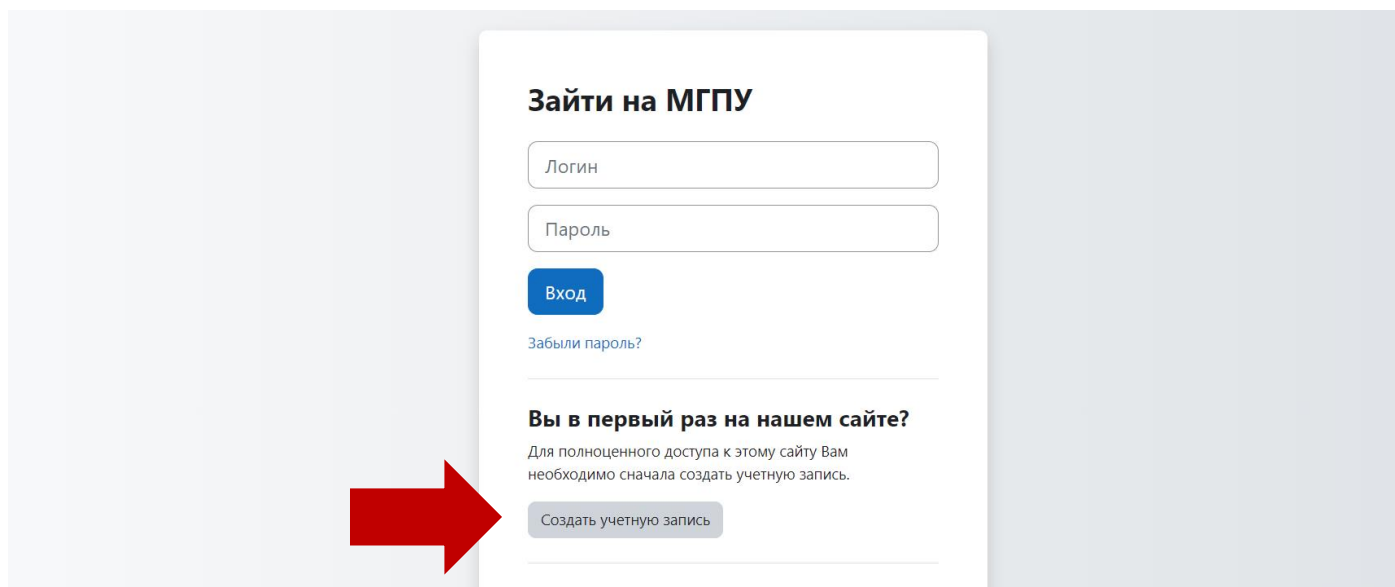 Зайти на МГПУ
Логин
Пароль
Вход
Забыли пароль?
Вы в первый раз на нашем сайте?
Для полноценного доступа к этому сайту Вам
необходимо сначала создать учетную запись.
Создать учетную запись